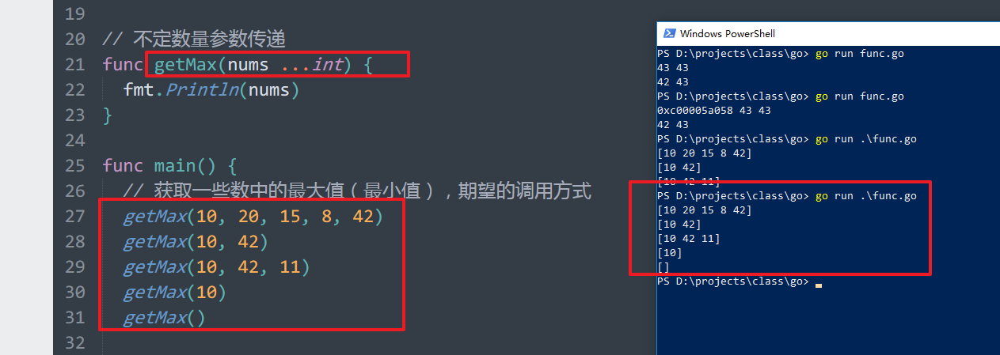 19
20 // 不定数量参数传递
21 func getMax(nums ...int) {
22 fmt.Println(nums)
23 }
24
25 func main() {
26 // 获取一些数中的最大值（最小值），期望的调用方式
27 getMax(10, 20, 15, 8, 42)
28 getMax(10, 42)
29 getMax(10, 42, 11)
30 getMax(10)
31 getMax()
32
Windows PowerShell
PS D:\projects\class\go> go run func.go
43 43
42 43
PS D:\projects\class\go> go run func.go
0xc00005a058 43 43
42 43
PS D:\projects\class\go> go run .\func.go
[10 20 15 8 42]
[10 42]
[10 42 11]
PS D:\projects\class\go> go run .\func.go
[10 20 15 8 42]
[10 42]
[10 42 11]
[10]
[]
PS D:\projects\class\go>